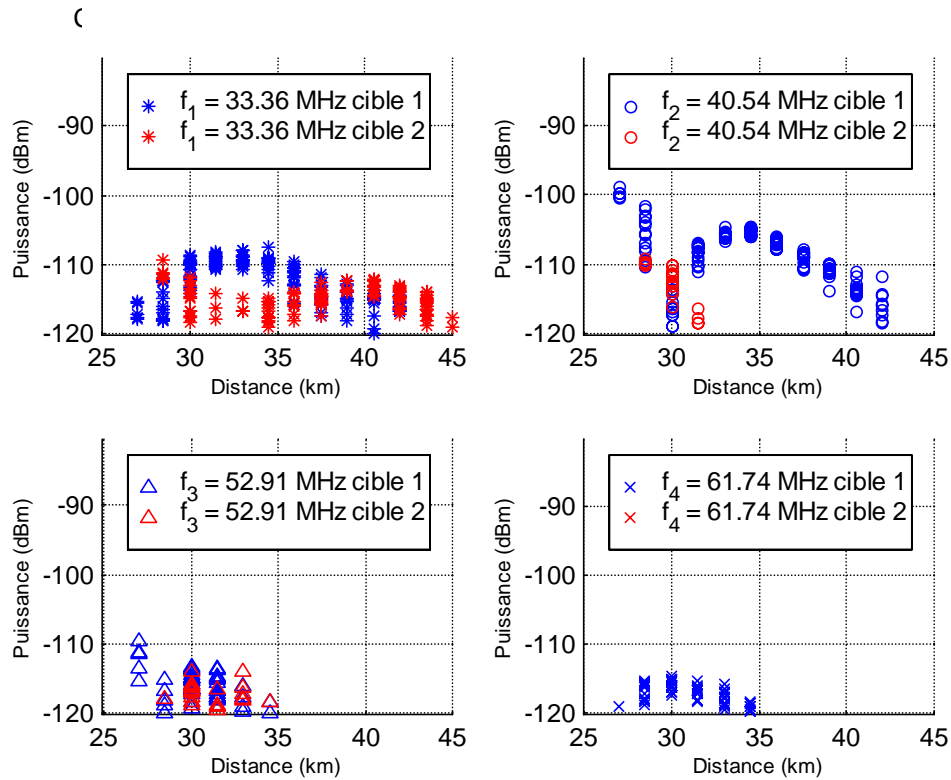 f1 = 33.36 MHz cible 1
f1 = 33.36 MHz cible 2
-90
-100
-110
-120
Puissance (dBm)
25 30 35 40 45
Distance (km)
f2 = 40.54 MHz cible 1
f2 = 40.54 MHz cible 2
-90
-100
-110
-120
Puissance (dBm)
25 30 35 40 45
Distance (km)
f3 = 52.91 MHz cible 1
f3 = 52.91 MHz cible 2
-90
-100
-110
-120
Puissance (dBm)
25 30 35 40 45
Distance (km)
f4 = 61.74 MHz cible 1
f4 = 61.74 MHz cible 2
-90
-100
-110
-120
Puissance (dBm)
25 30 35 40 45
Distance (km)